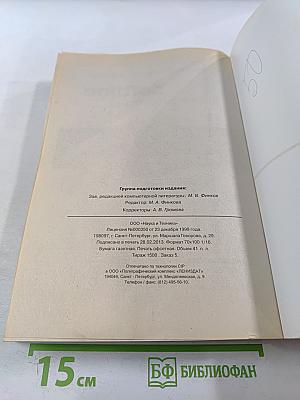 Группа подготовки издания:
Зав. редакцией компьютерной литературы: М. В. Финков
Редактор: М. А. Финкова
Корректоры: А. В. Громова
ООО «Наука и Техника»
Лицензия №000350 от 23 декабря 1999 года.
198097, г. Санкт-Петербург, ул. Маршала Говорова, д. 29.
Подписано в печать 28.02.2013. Формат 70х100 1/16.
Бумага газетная. Печать офсетная. Объем 41 п. л.
Тираж 1500. Заказ 5.
Отпечатано по технологии CtP
в ООО «Полиграфический комплекс «ЛЕНИЗДАТ»
194044, Санкт - Петербург, ул. Менделеевская, д. 9
Телефон / факс: (812) 495-56-10.
15 см
БФ БИБЛИОФАН